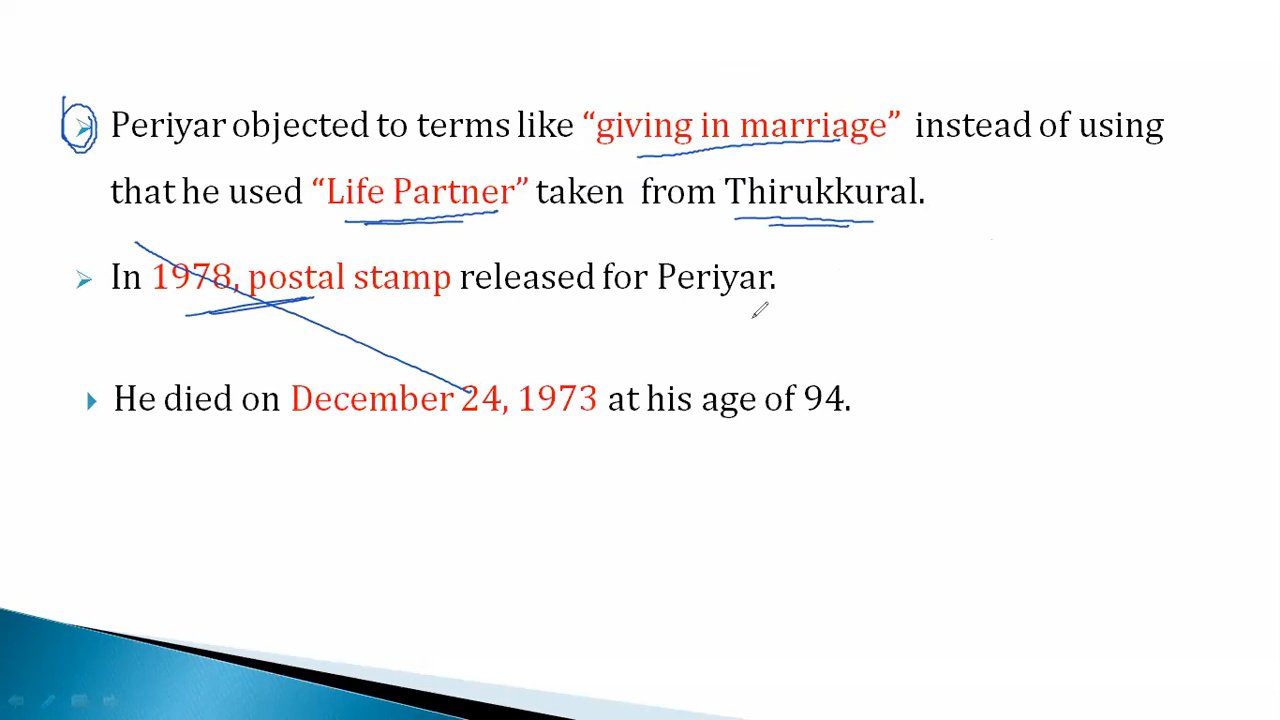 Periyar objected to terms like “giving in marriage” instead of using
that he used “Life Partner” taken from Thirukkural.
In 1978, postal stamp released for Periyar.
He died on December 24, 1973 at his age of 94.